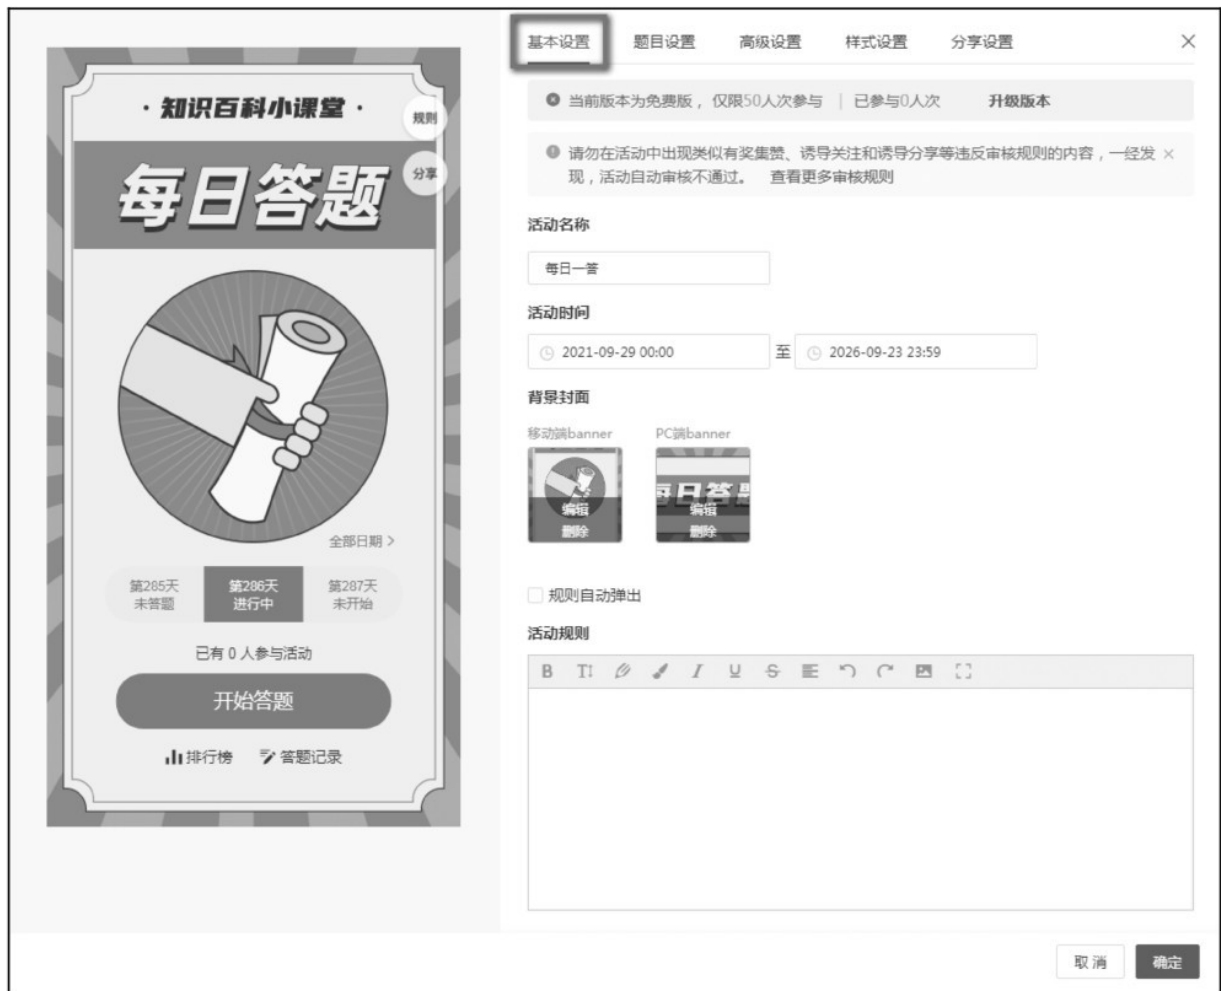 ·知识百科小课堂·
规则
每日答题
分享
全部日期 >
第285天 第286天 第287天
未答题 进行中 未开始
已有 0 人参与活动
开始答题
排行榜 答题记录
基本设置 题目设置 高级设置 样式设置 分享设置
当前版本为免费版，仅限50人次参与 | 已参与0人次 升级版本
请勿在活动中出现类似有奖集赞、诱导关注和诱导分享等违反审核规则的内容，一经发
现，活动自动审核不通过。 查看更多审核规则
活动名称
每日一答
活动时间
2021-09-29 00:00 至 2026-09-23 23:59
背景封面
移动端banner PC端banner
每日答题
编辑 编辑
删除 删除
规则自动弹出
活动规则
B T I U S
取消 确定